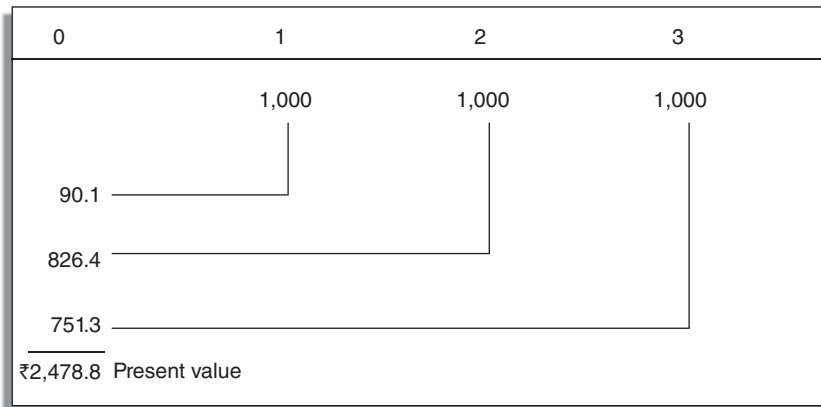 0 1 2 3
1,000 1,000 1,000
90.1
826.4
751.3
₹2,478.8 Present value